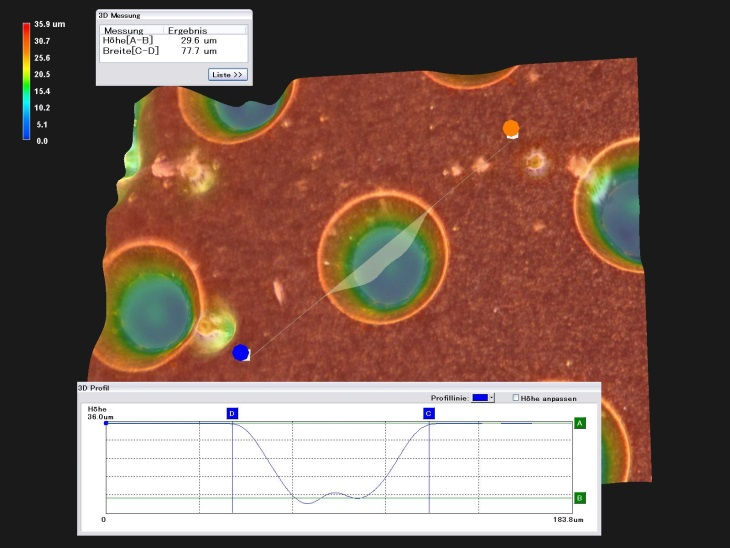 35.9 um
30.7
25.6
20.5
15.4
10.2
5.1
0.0
3D Messung
Messung Ergebnis
Höhe[A-B] 29.6 um
Breite[C-D] 77.7 um
Liste >>
3D Profil
Profillinie: Höhe anpassen
Höhe
36.0um
D C A
B
0 183.8um